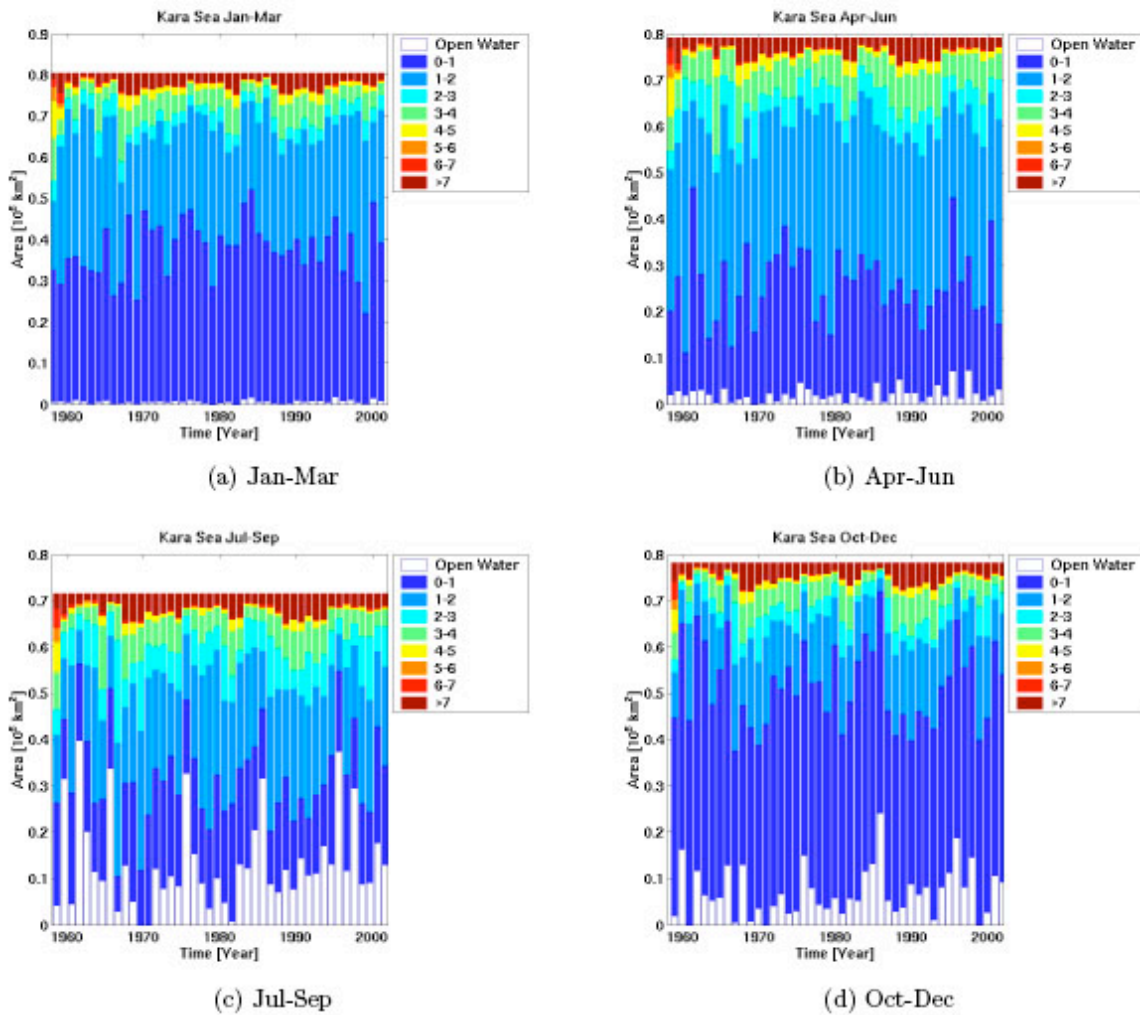 Kara Sea Jan-Mar
0.9
0.8
0.7
0.6
0.5
0.4
0.3
0.2
0.1
0
Area [10⁶ km²]
1960 1970 1980 1990 2000
Time [Year]
Open Water
0-1
1-2
2-3
3-4
4-5
5-6
6-7
>7
(a) Jan-Mar
Kara Sea Apr-Jun
0.8
0.7
0.6
0.5
0.4
0.3
0.2
0.1
0
Area [10⁶ km²]
1960 1970 1980 1990 2000
Time [Year]
Open Water
0-1
1-2
2-3
3-4
4-5
5-6
6-7
>7
(b) Apr-Jun
Kara Sea Jul-Sep
0.8
0.7
0.6
0.5
0.4
0.3
0.2
0.1
0
Area [10⁶ km²]
1960 1970 1980 1990 2000
Time [Year]
Open Water
0-1
1-2
2-3
3-4
4-5
5-6
6-7
>7
(c) Jul-Sep
Kara Sea Oct-Dec
0.8
0.7
0.6
0.5
0.4
0.3
0.2
0.1
0
Area [10⁶ km²]
1960 1970 1980 1990 2000
Time [Year]
Open Water
0-1
1-2
2-3
3-4
4-5
5-6
6-7
>7
(d) Oct-Dec